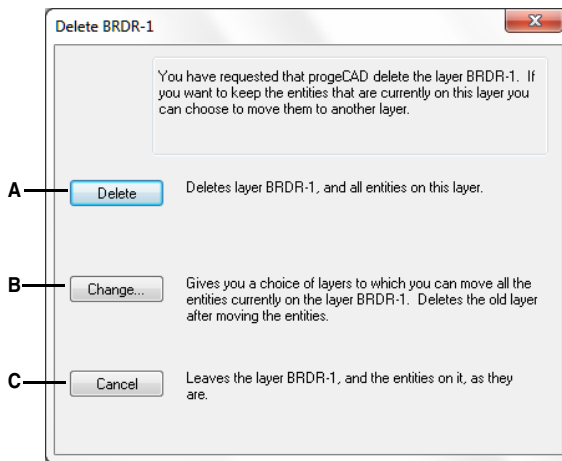 Delete BRDR-1
You have requested that progeCAD delete the layer BRDR-1. If
you want to keep the entities that are currently on this layer you
can choose to move them to another layer.
A
Delete
Deletes layer BRDR-1, and all entities on this layer.
B
Change...
Gives you a choice of layers to which you can move all the
entities currently on the layer BRDR-1. Deletes the old layer
after moving the entities.
C
Cancel
Leaves the layer BRDR-1, and the entities on it, as they
are.